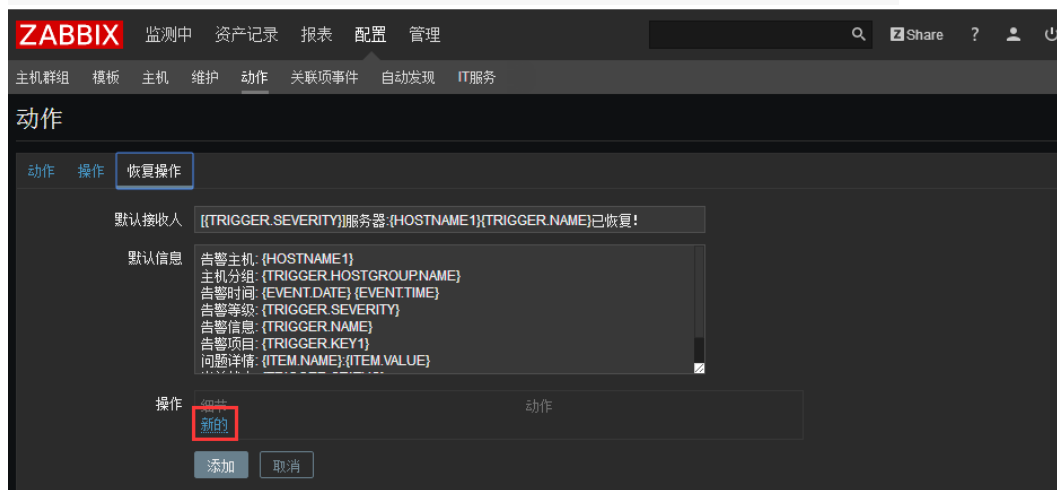 ZABBIX 监测中 资产记录 报表 配置 管理 Z Share ?
主机群组 模板 主机 维护 动作 关联项事件 自动发现 IT服务
动作
动作 操作 恢复操作
默认接收人 [{TRIGGER.SEVERITY}]服务器:{HOSTNAME1}{TRIGGER.NAME}已恢复!
默认信息 告警主机: {HOSTNAME1}
主机分组: {TRIGGER.HOSTGROUP.NAME}
告警时间: {EVENT.DATE} {EVENT.TIME}
告警等级: {TRIGGER.SEVERITY}
告警信息: {TRIGGER.NAME}
告警项目: {TRIGGER.KEY1}
问题详情: {ITEM.NAME}:{ITEM.VALUE}
操作 细节 动作
新的
添加 取消